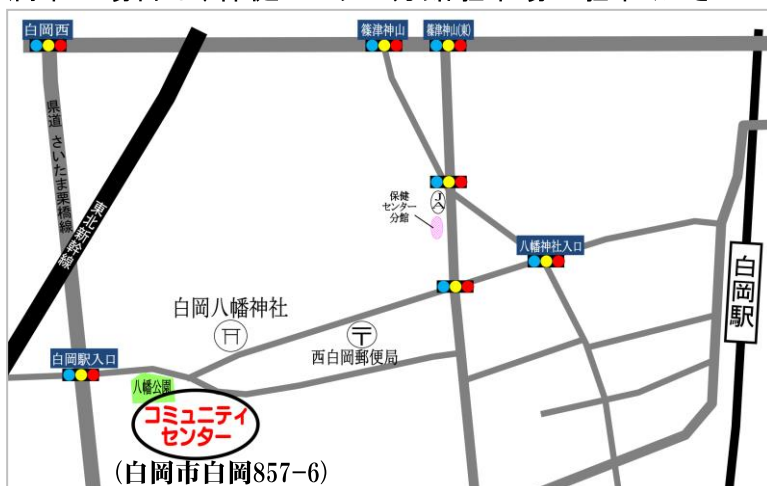 白岡西
篠津神山
篠津神山(東)
県道 さいたま栗橋線
東北新幹線
保健
センター
分館
JA
八幡神社入口
白岡駅
白岡八幡神社
〒
西白岡郵便局
白岡駅入口
八幡公園
コミュニティ
センター
(白岡市白岡857-6)